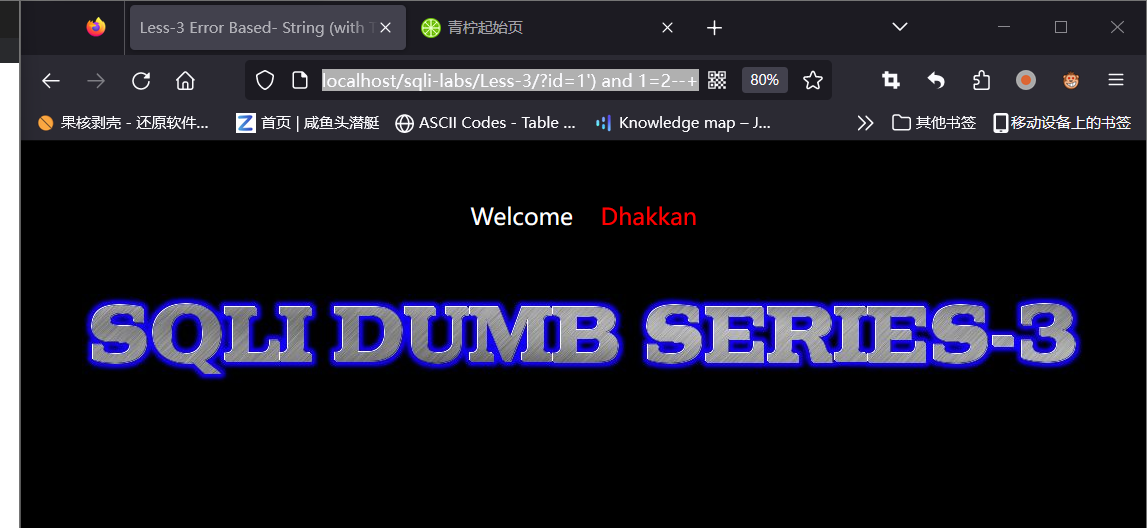 Less-3 Error Based- String (with T
青柠起始页
localhost/sqli-labs/Less-3/?id=1') and 1=2--+
80%
果核剥壳 - 还原软件...
首页 | 咸鱼头潜艇
ASCII Codes - Table ...
Knowledge map – J...
其他书签
移动设备上的书签
Welcome Dhakkan
SQLI DUMB SERIES-3